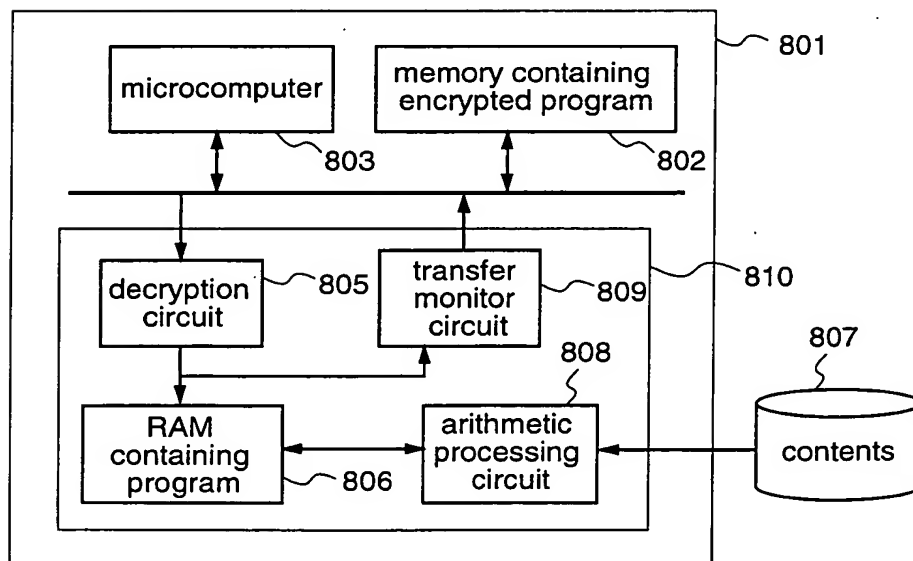 801
microcomputer
803
memory containing
encrypted program
802
810
decryption
circuit
805
transfer
monitor
circuit
809
RAM
containing
program
806
808
arithmetic
processing
circuit
807
contents